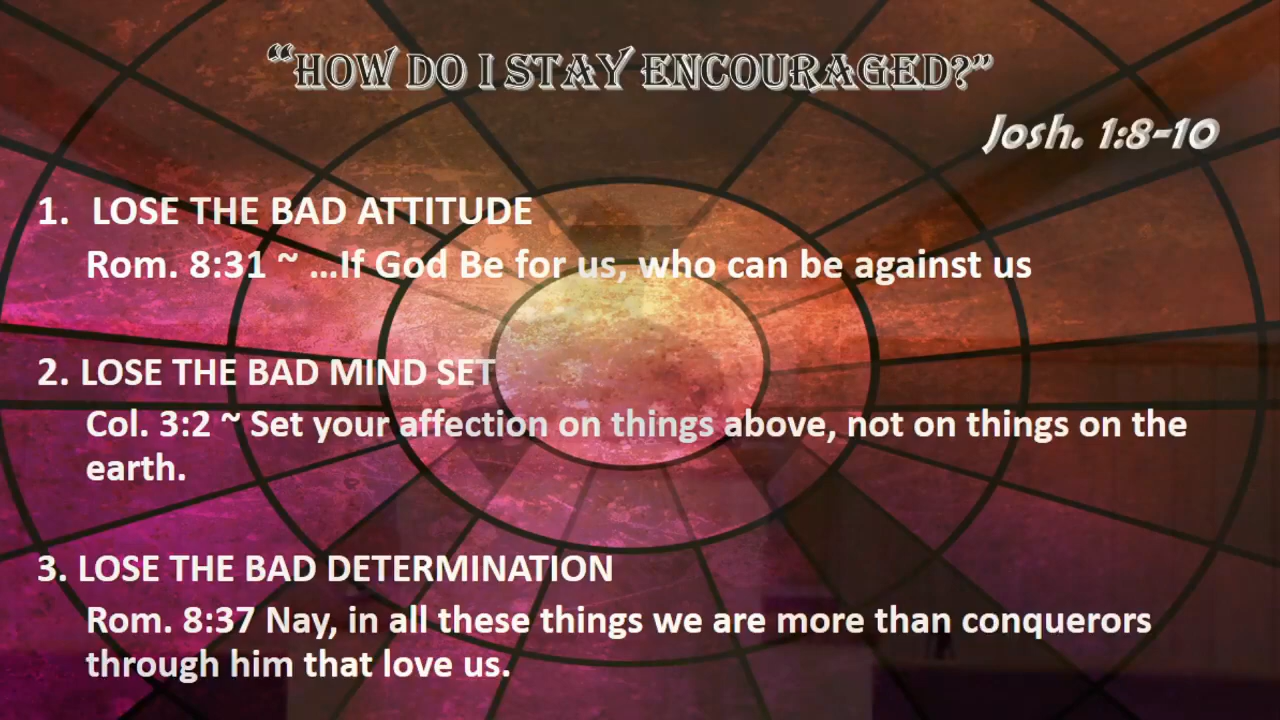 “HOW DO I STAY ENCOURAGED?”
Josh. 1:8-10
1. LOSE THE BAD ATTITUDE
Rom. 8:31 ~ ...If God Be for us, who can be against us
2. LOSE THE BAD MIND SET
Col. 3:2 ~ Set your affection on things above, not on things on the
earth.
3. LOSE THE BAD DETERMINATION
Rom. 8:37 Nay, in all these things we are more than conquerors
through him that love us.